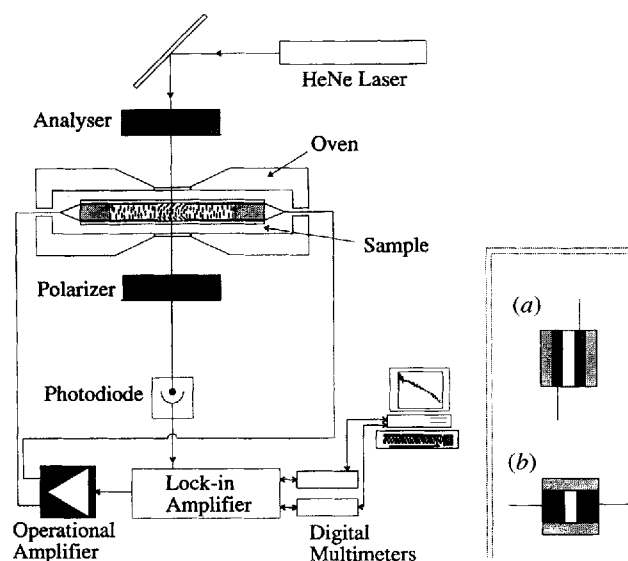 HeNe Laser
Analyser
Oven
Sample
Polarizer
(a)
Photodiode
(b)
Lock-in
Amplifier
Operational
Amplifier
Digital
Multimeters